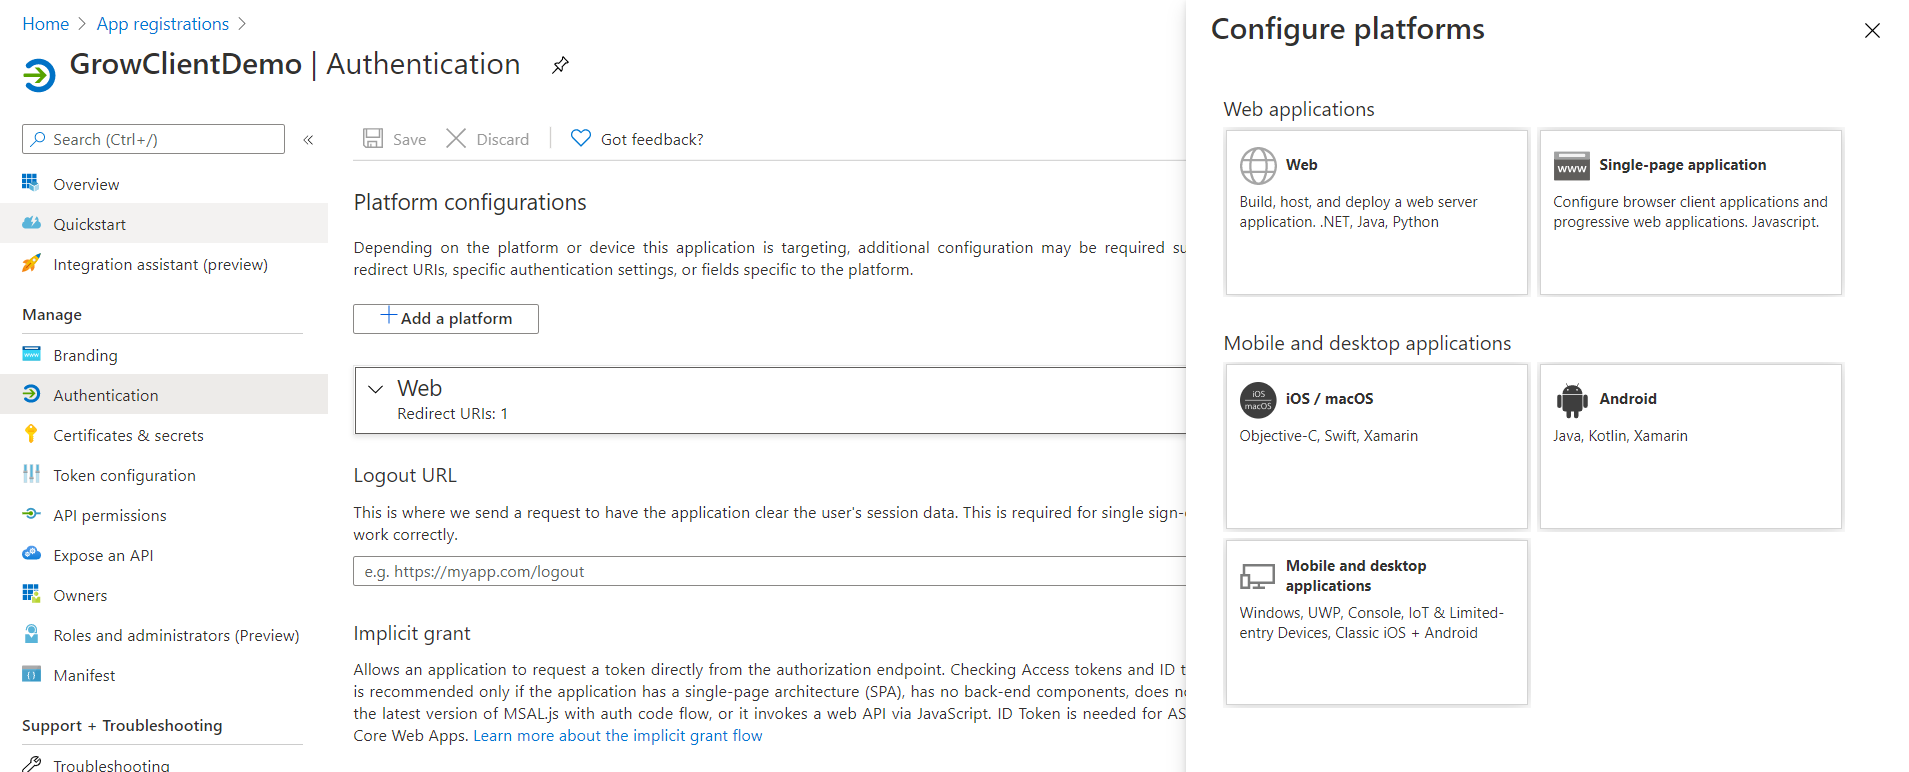 Home > App registrations >
GrowClientDemo | Authentication
Search (Ctrl+/)
«
Overview
Quickstart
Integration assistant (preview)
Manage
Branding
Authentication
Certificates & secrets
Token configuration
API permissions
Expose an API
Owners
Roles and administrators (Preview)
Manifest
Support + Troubleshooting
Troubleshooting
Save
Discard
Got feedback?
Platform configurations
Depending on the platform or device this application is targeting, additional configuration may be required su
redirect URIs, specific authentication settings, or fields specific to the platform.
Add a platform
Web
Redirect URIs: 1
Logout URL
This is where we send a request to have the application clear the user's session data. This is required for single sign-
work correctly.
e.g. https://myapp.com/logout
Implicit grant
Allows an application to request a token directly from the authorization endpoint. Checking Access tokens and ID t
is recommended only if the application has a single-page architecture (SPA), has no back-end components, does no
the latest version of MSAL.js with auth code flow, or it invokes a web API via JavaScript. ID Token is needed for AS
Core Web Apps. Learn more about the implicit grant flow
Configure platforms
Web applications
www
Web
Build, host, and deploy a web server
application. .NET, Java, Python
www
Single-page application
Configure browser client applications and
progressive web applications. Javascript.
Mobile and desktop applications
iOS
macOS
iOS / macOS
Objective-C, Swift, Xamarin
Android
Java, Kotlin, Xamarin
Mobile and desktop
applications
Windows, UWP, Console, IoT & Limited-
entry Devices, Classic iOS + Android